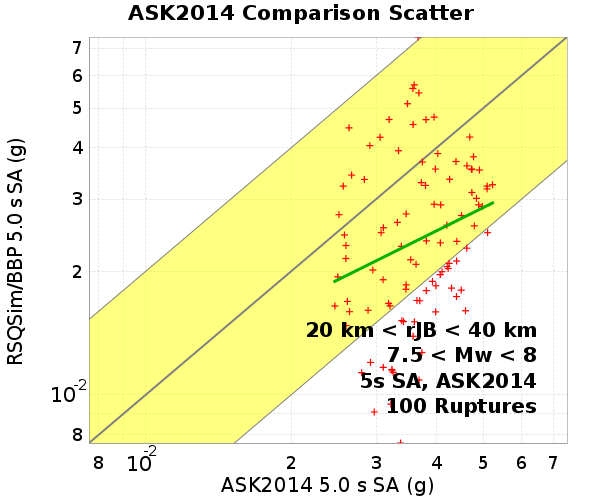 ASK2014 Comparison Scatter
RSQSim/BBP 5.0 s SA (g)
7
6
5
4
3
2
10-2
8
20 km < rJB < 40 km
7.5 < Mw < 8
5s SA, ASK2014
100 Ruptures
8 10-2 2 3 4 5 6 7
ASK2014 5.0 s SA (g)